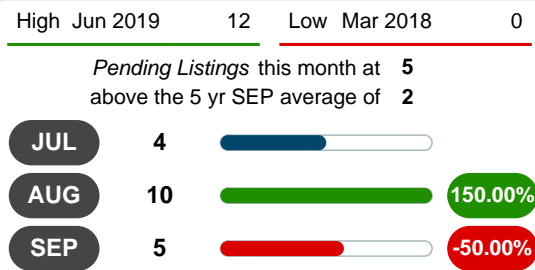 High Jun 2019 12 Low Mar 2018 0
Pending Listings this month at 5
above the 5 yr SEP average of 2
JUL 4
AUG 10 150.00%
SEP 5 -50.00%